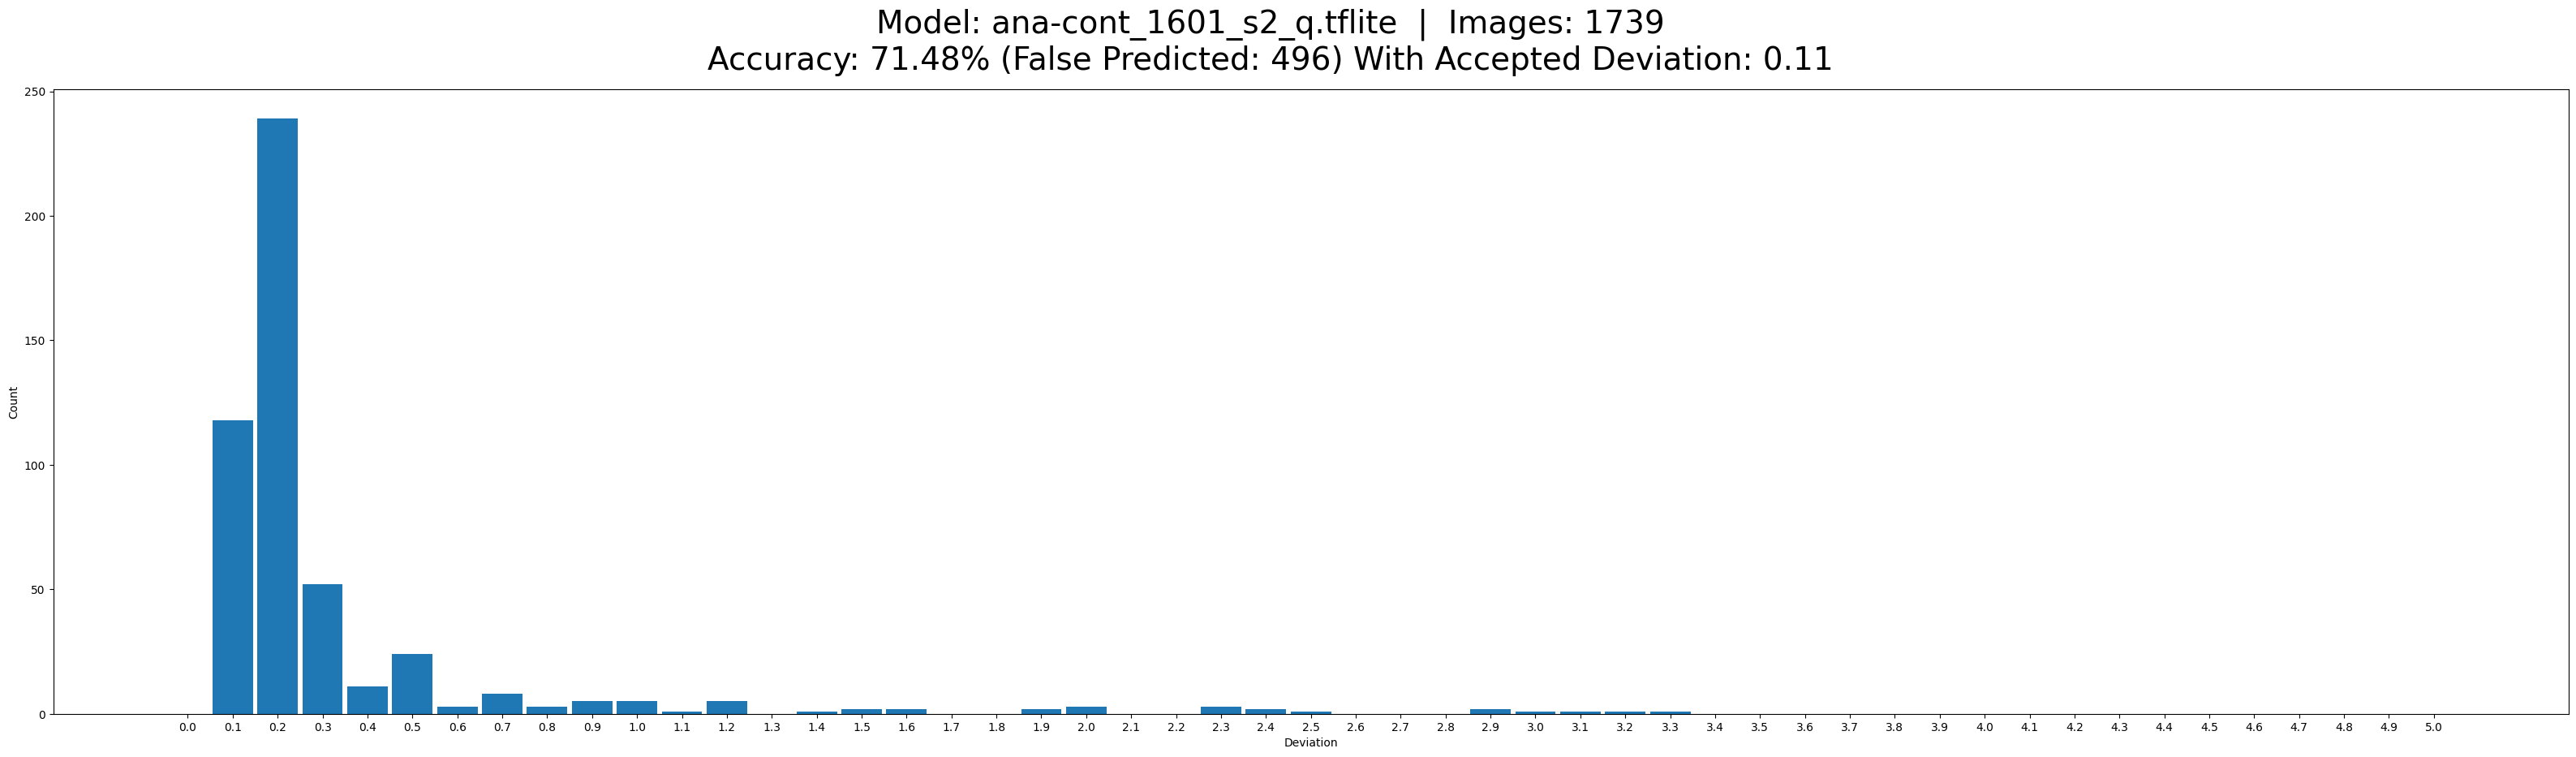 Model: ana-cont_1601_s2_q.tflite | Images: 1739
Accuracy: 71.48% (False Predicted: 496) With Accepted Deviation: 0.11
250
200
150
100
50
0
Count
0.0 0.1 0.2 0.3 0.4 0.5 0.6 0.7 0.8 0.9 1.0 1.1 1.2 1.3 1.4 1.5 1.6 1.7 1.8 1.9 2.0 2.1 2.2 2.3 2.4 2.5 2.6 2.7 2.8 2.9 3.0 3.1 3.2 3.3 3.4 3.5 3.6 3.7 3.8 3.9 4.0 4.1 4.2 4.3 4.4 4.5 4.6 4.7 4.8 4.9 5.0
Deviation